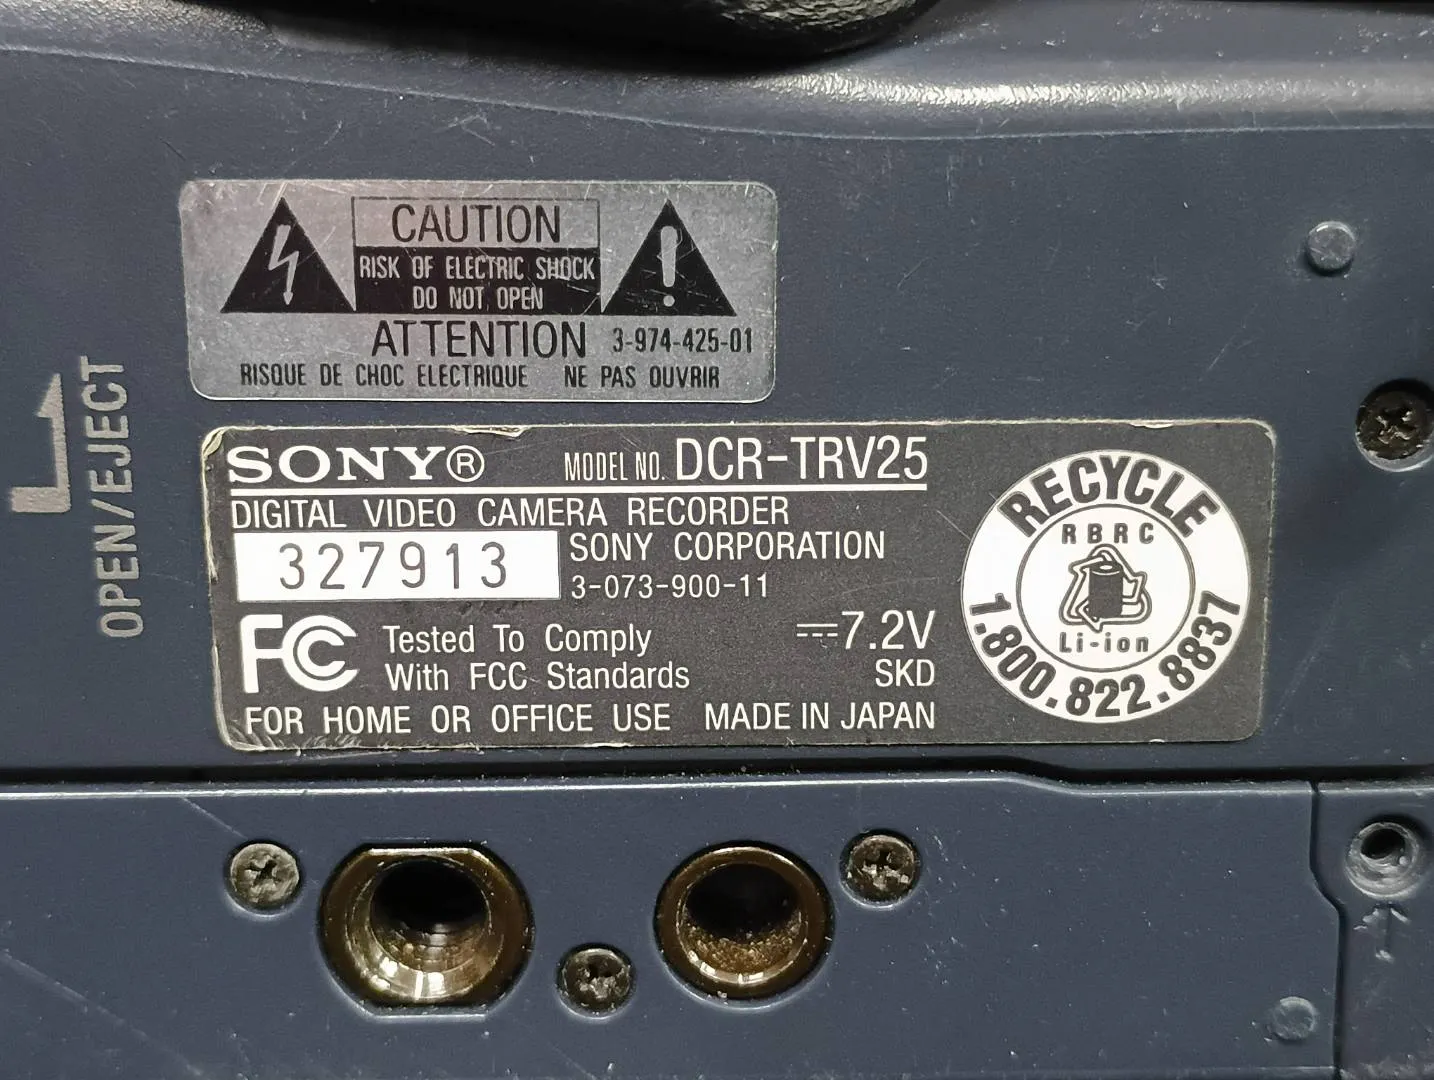 CAUTION
RISK OF ELECTRIC SHOCK
DO NOT OPEN
ATTENTION 3-974-425-01
RISQUE DE CHOC ELECTRIQUE NE PAS OUVRIR
OPEN/EJECT
SONY® MODEL NO. DCR-TRV25
DIGITAL VIDEO CAMERA RECORDER
327913 SONY CORPORATION
3-073-900-11
FC Tested To Comply
With FCC Standards
⎓7.2V
SKD
FOR HOME OR OFFICE USE MADE IN JAPAN
RECYCLE
RBRC
Li-ion
1.800.822.8837